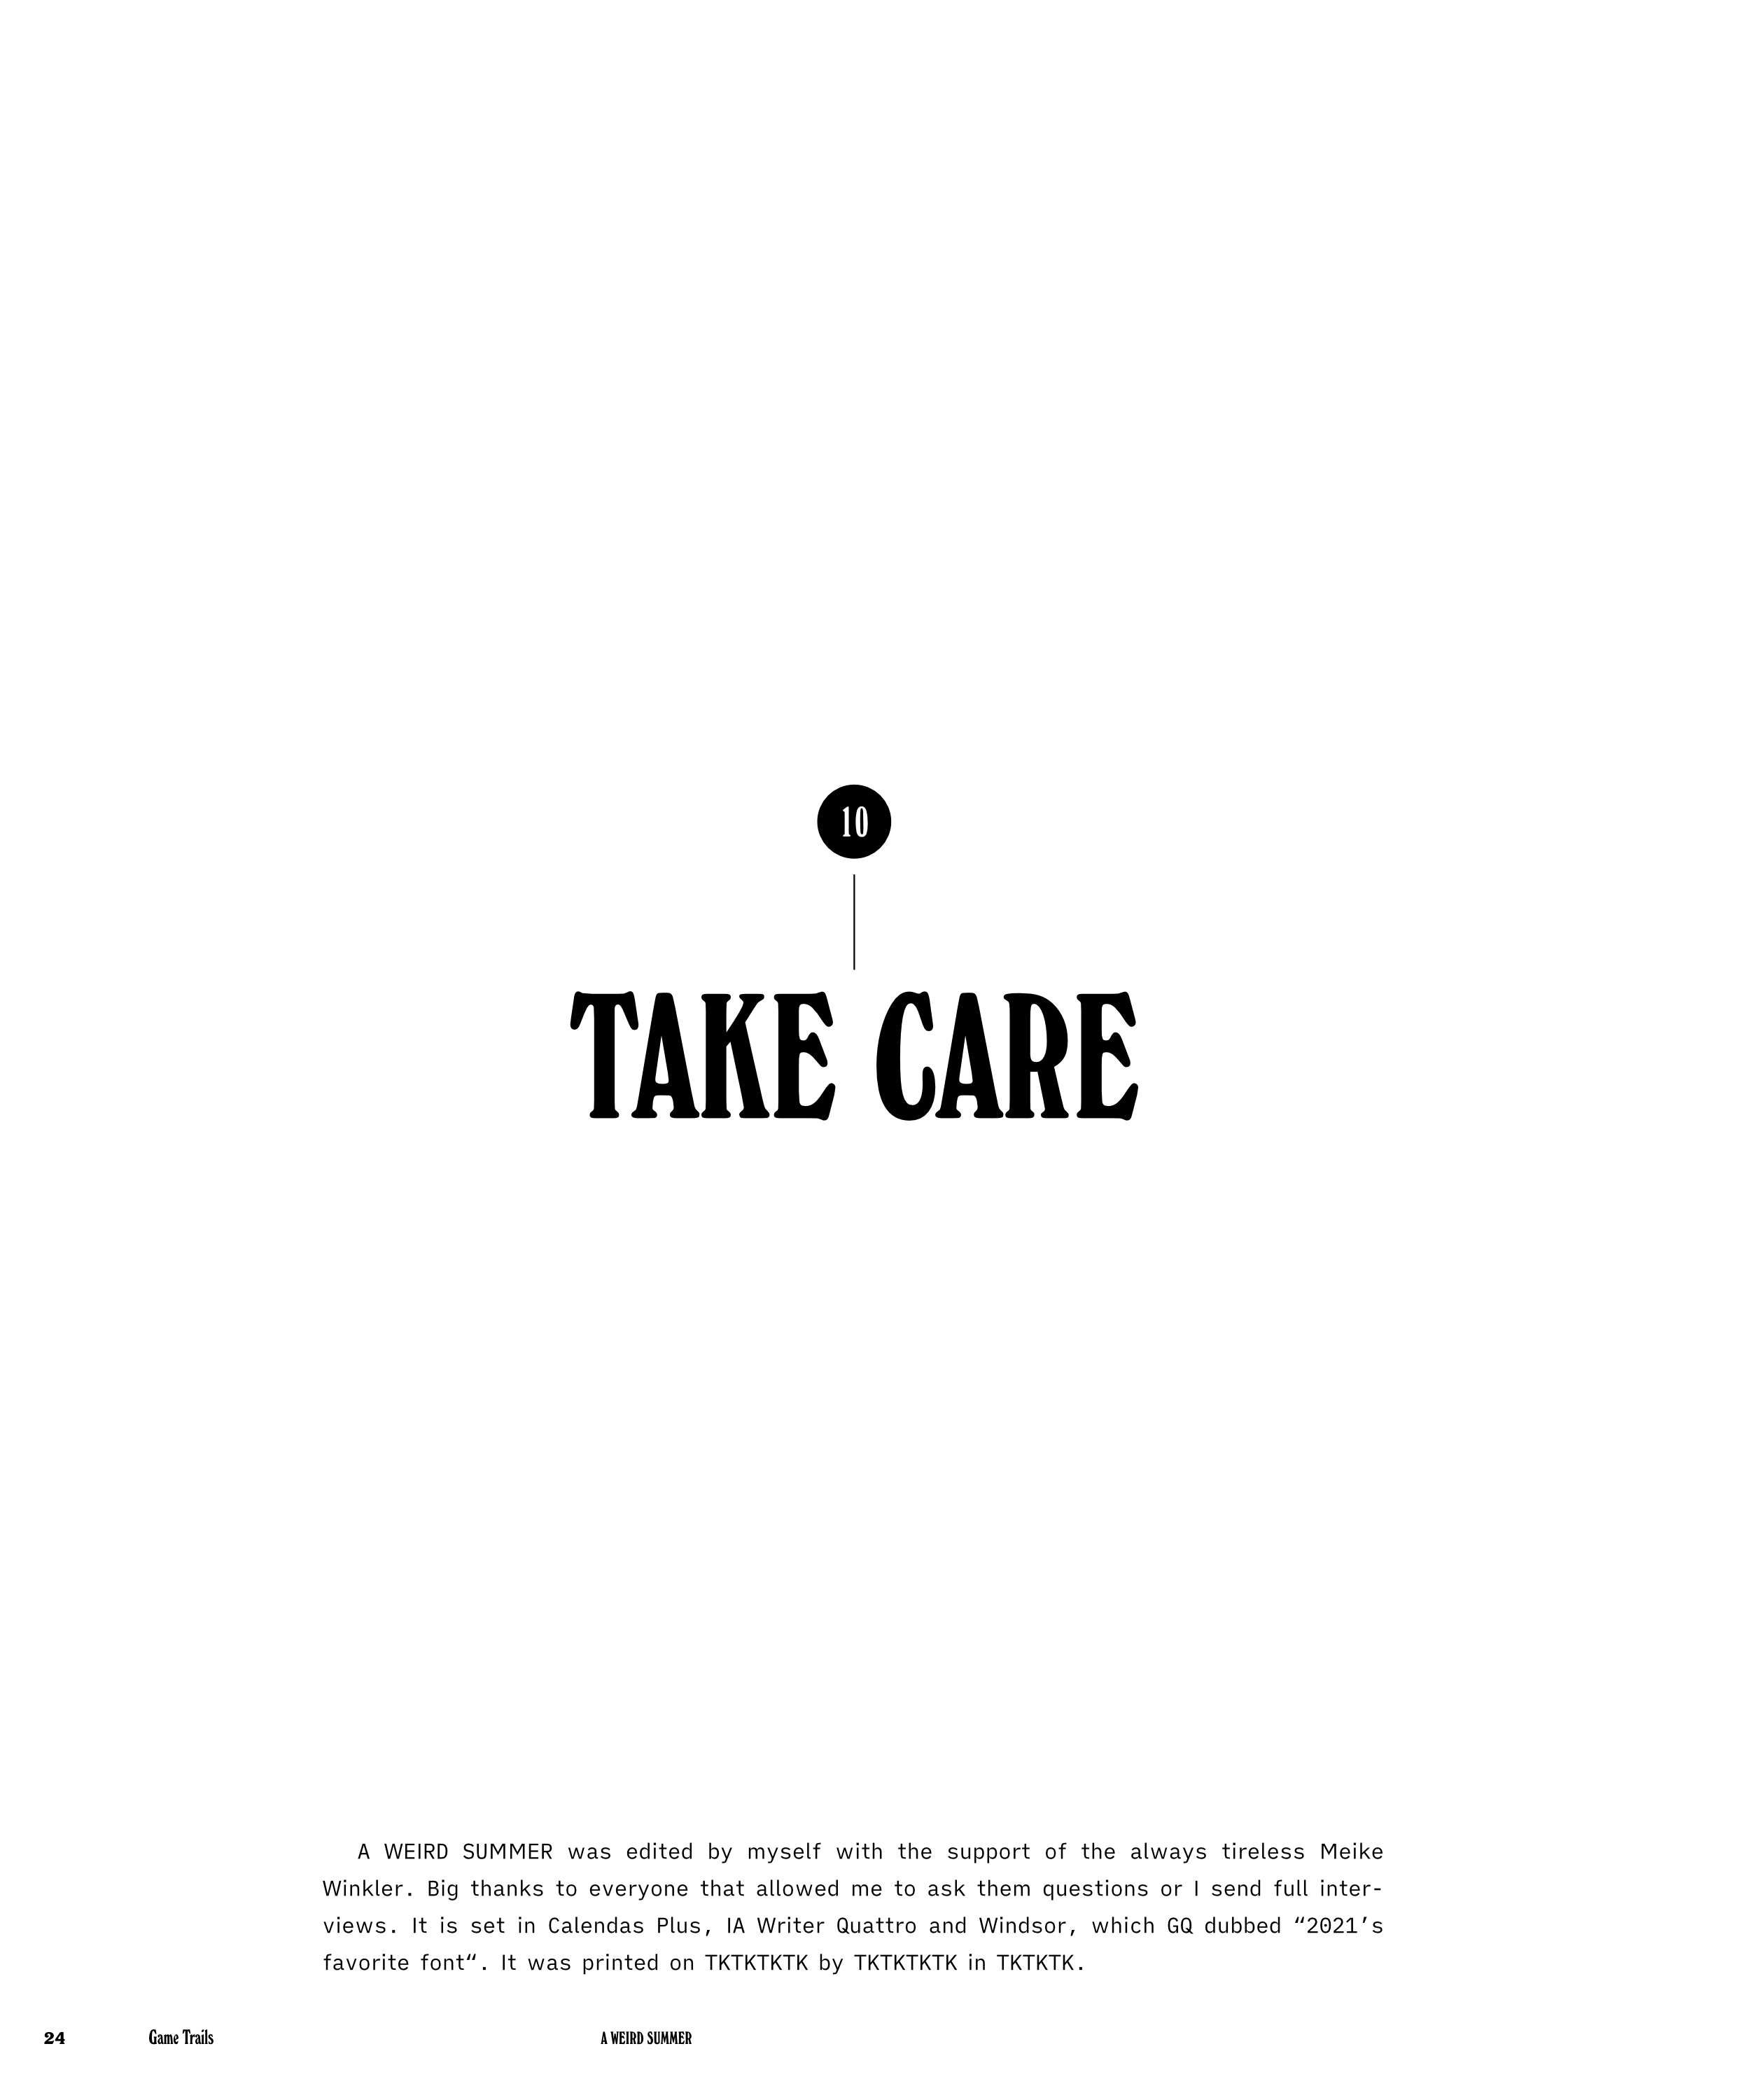 10
TAKE CARE
A WEIRD SUMMER was edited by myself with the support of the always tireless Meike
Winkler. Big thanks to everyone that allowed me to ask them questions or I send full inter-
views. It is set in Calendas Plus, IA Writer Quattro and Windsor, which GQ dubbed “2021’s
favorite font“. It was printed on TKTKTKTK by TKTKTKTK in TKTKTK.
24 Game Trails A WEIRD SUMMER